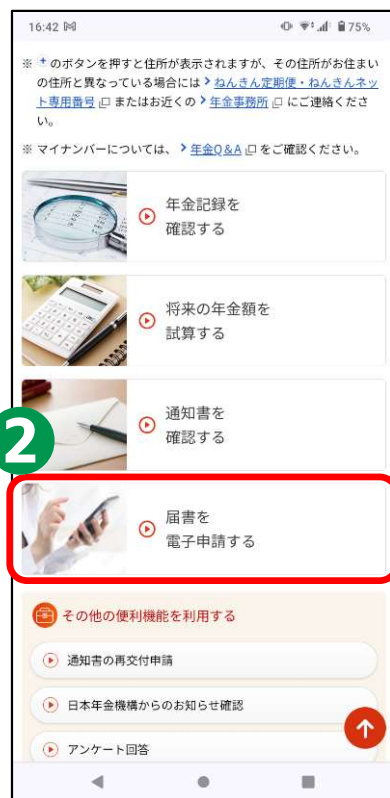 16:42
75%
※ + のボタンを押すと住所が表示されますが、その住所がお住まい
の住所と異なっている場合には ねんきん定期便・ねんきんネッ
ト専用番号 またはお近くの 年金事務所 にご連絡くださ
い。
※ マイナンバーについては、 年金Q&A をご確認ください。
年金記録を
確認する
将来の年金額を
試算する
通知書を
確認する
2
届書を
電子申請する
その他の便利機能を利用する
通知書の再交付申請
日本年金機構からのお知らせ確認
アンケート回答